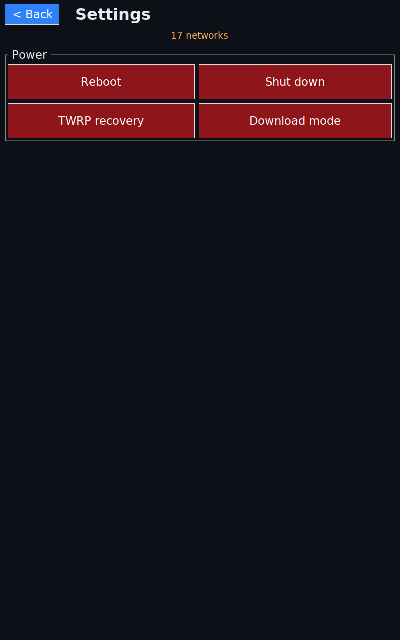 < Back Settings
17 networks
Power
Reboot Shut down
TWRP recovery Download mode